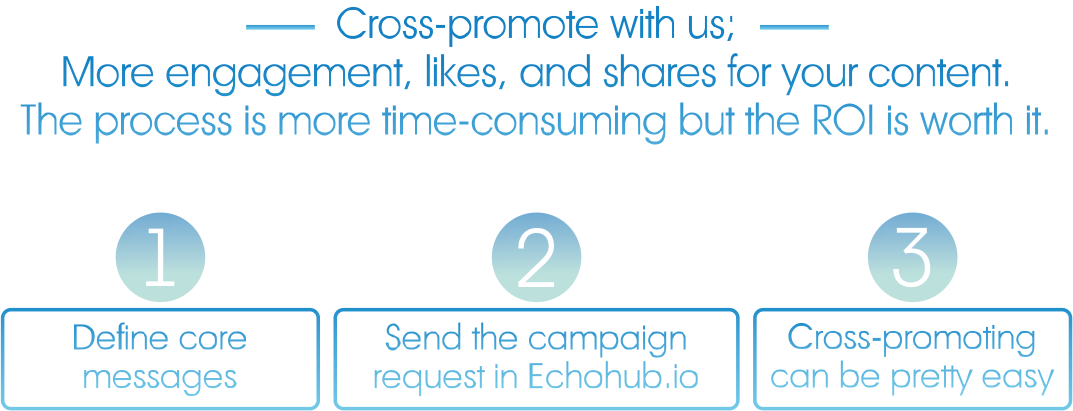 Cross-promote with us;
More engagement, likes, and shares for your content.
The process is more time-consuming but the ROI is worth it.
1
2
3
Define core
messages
Send the campaign
request in Echohub.io
Cross-promoting
can be pretty easy